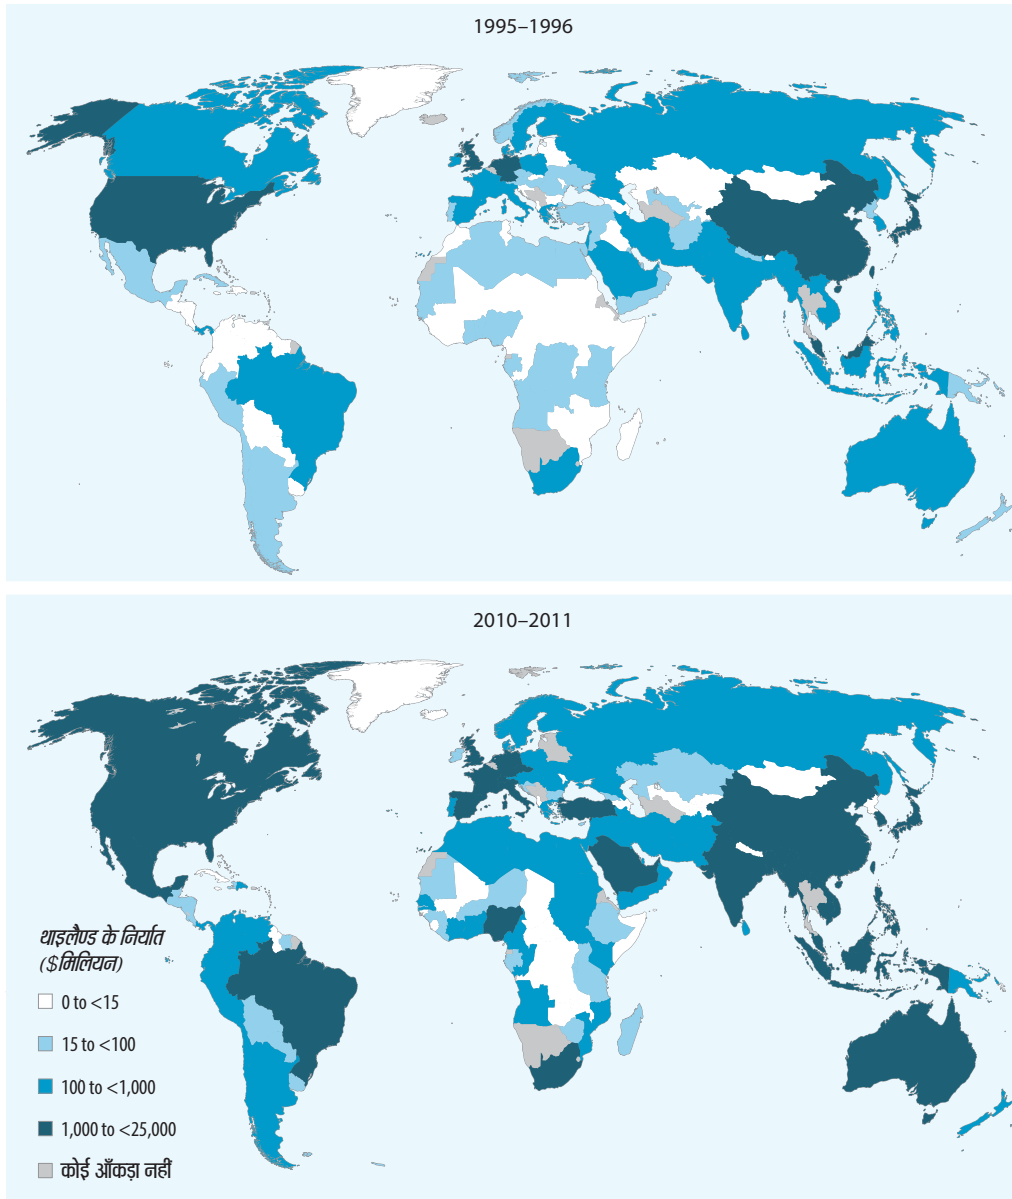 1995–1996
2010–2011
थाइलैण्ड के निर्यात
($मिलियन)
0 to <15
15 to <100
100 to <1,000
1,000 to <25,000
कोई आँकड़ा नहीं